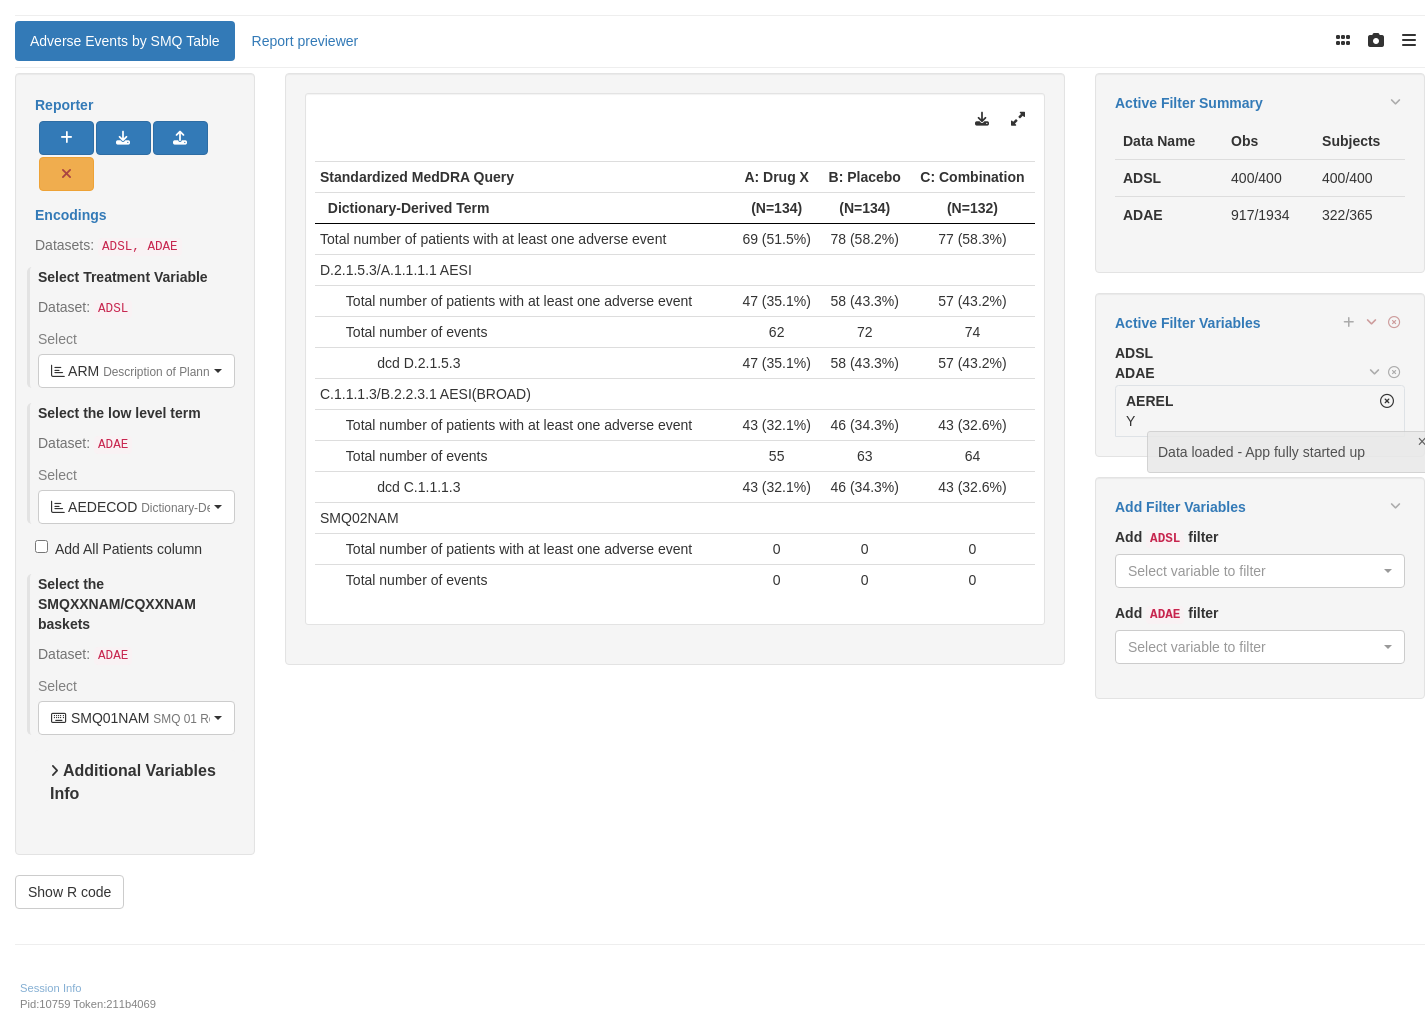 Adverse Events by SMQ Table Report previewer
Reporter
Encodings
Datasets: ADSL, ADAE
Select Treatment Variable
Dataset: ADSL
Select
ARM Description of Plann
Select the low level term
Dataset: ADAE
Select
AEDECOD Dictionary-De
Add All Patients column
Select the
SMQXXNAM/CQXXNAM
baskets
Dataset: ADAE
Select
SMQ01NAM SMQ 01 Re
Additional Variables
Info
Show R code
Standardized MedDRA Query A: Drug X B: Placebo C: Combination
Dictionary-Derived Term (N=134) (N=134) (N=132)
Total number of patients with at least one adverse event 69 (51.5%) 78 (58.2%) 77 (58.3%)
D.2.1.5.3/A.1.1.1.1 AESI
Total number of patients with at least one adverse event 47 (35.1%) 58 (43.3%) 57 (43.2%)
Total number of events 62 72 74
dcd D.2.1.5.3 47 (35.1%) 58 (43.3%) 57 (43.2%)
C.1.1.1.3/B.2.2.3.1 AESI(BROAD)
Total number of patients with at least one adverse event 43 (32.1%) 46 (34.3%) 43 (32.6%)
Total number of events 55 63 64
dcd C.1.1.1.3 43 (32.1%) 46 (34.3%) 43 (32.6%)
SMQ02NAM
Total number of patients with at least one adverse event 0 0 0
Total number of events 0 0 0
Active Filter Summary
Data Name Obs Subjects
ADSL 400/400 400/400
ADAE 917/1934 322/365
Active Filter Variables
ADSL
ADAE
AEREL
Y
Data loaded - App fully started up
Add Filter Variables
Add ADSL filter
Select variable to filter
Add ADAE filter
Select variable to filter
Session Info
Pid:10759 Token:211b4069